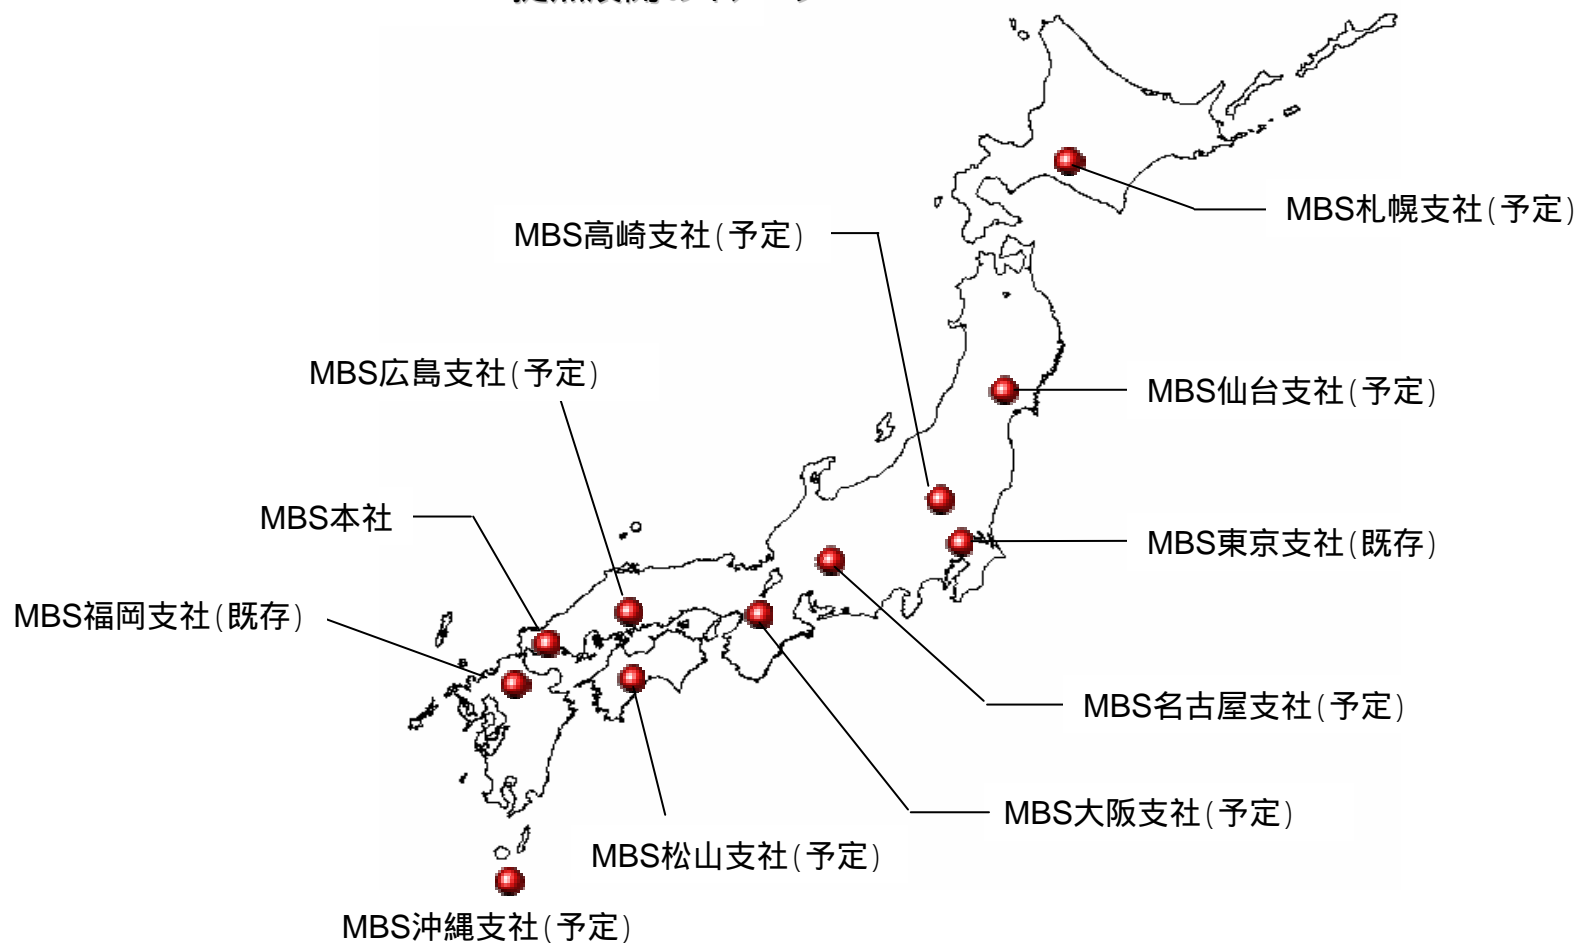 MBS札幌支社(予定)
MBS高崎支社(予定)
MBS広島支社(予定)
MBS仙台支社(予定)
MBS本社
MBS東京支社(既存)
MBS福岡支社(既存)
MBS名古屋支社(予定)
MBS大阪支社(予定)
MBS松山支社(予定)
MBS沖縄支社(予定)